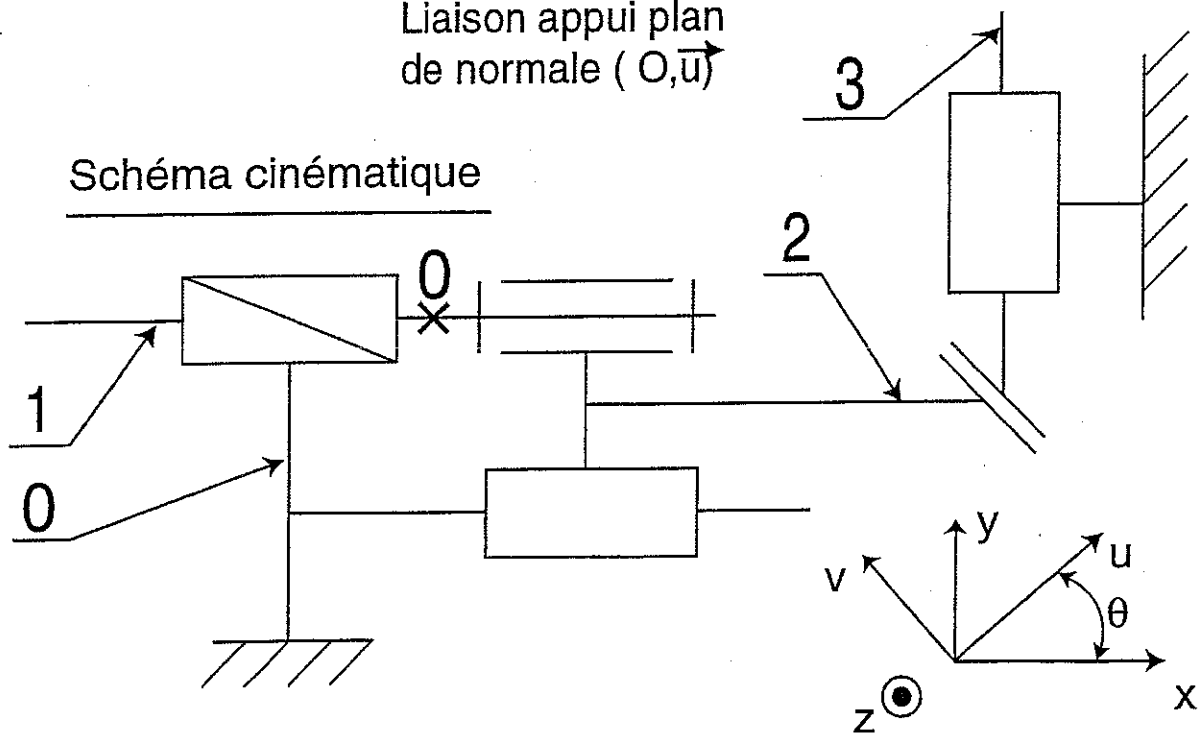 Liaison appui plan
de normale ( O,u)
3
Schéma cinématique
0
2
1
0
y
u
v
θ
x
z